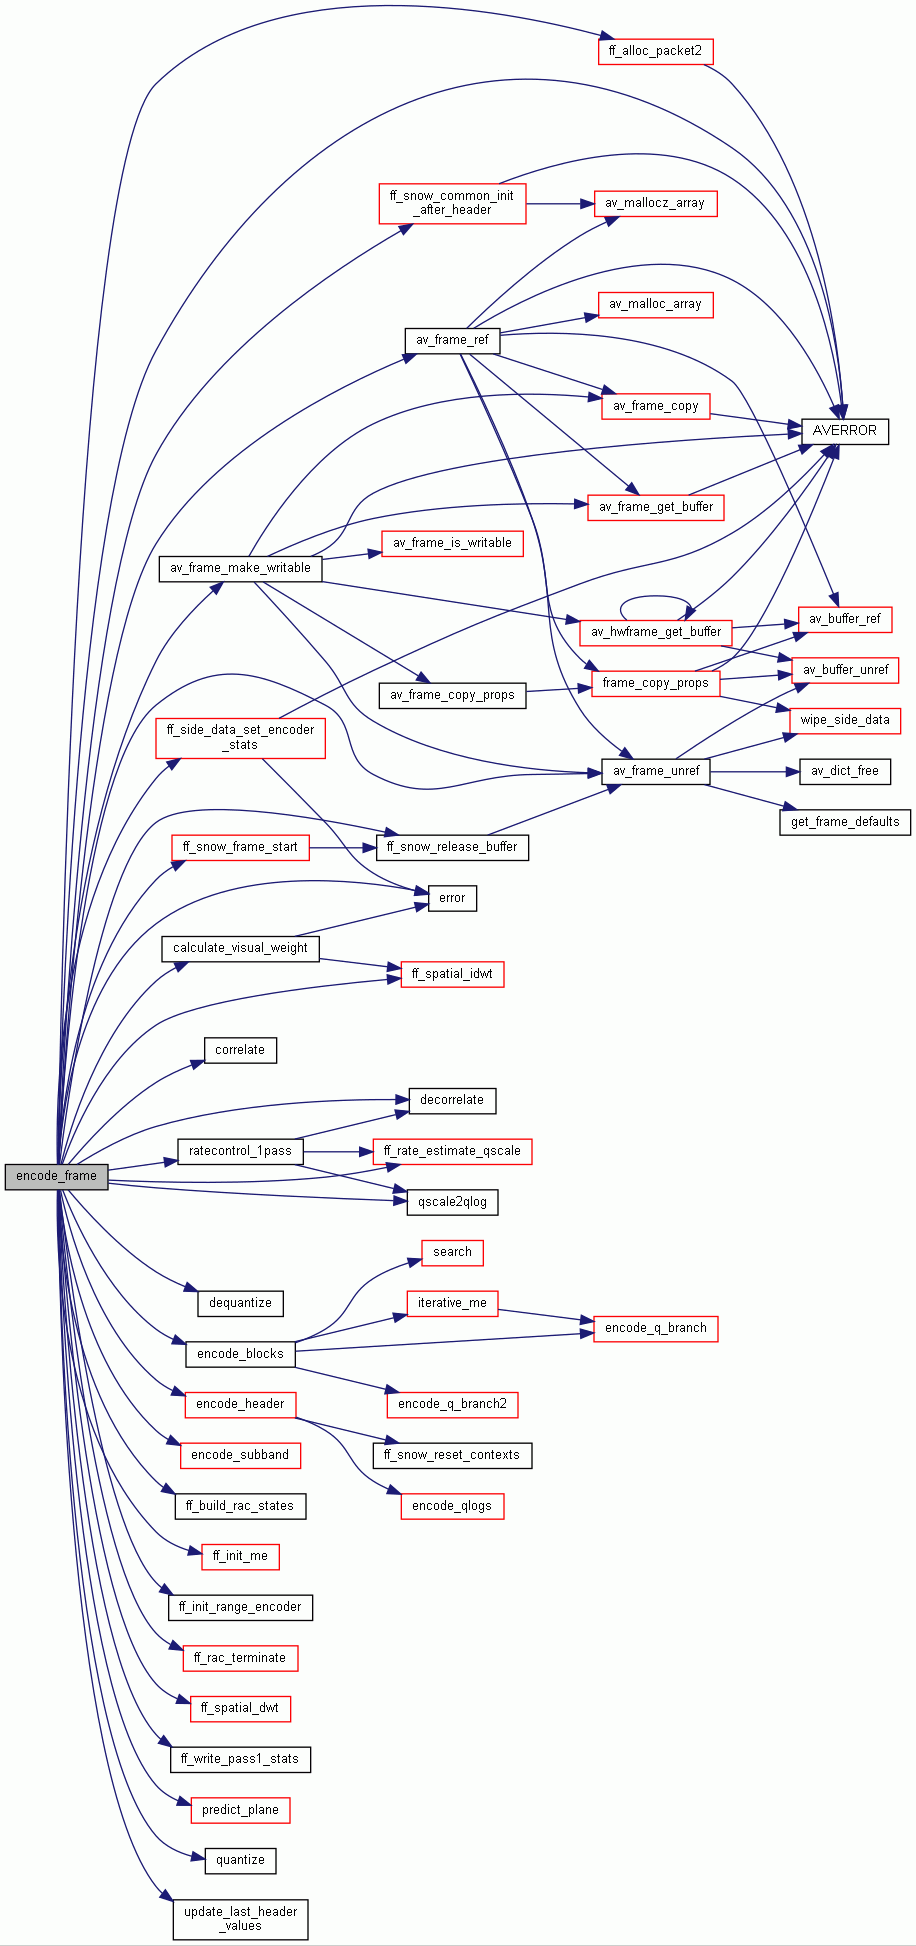 ff_alloc_packet2
ff_snow_common_init
_after_header
av_mallocz_array
av_malloc_array
av_frame_ref
av_frame_copy
AVERROR
av_frame_get_buffer
av_frame_is_writable
av_frame_make_writable
av_buffer_ref
av_hwframe_get_buffer
av_buffer_unref
frame_copy_props
av_frame_copy_props
wipe_side_data
ff_side_data_set_encoder
_stats
av_frame_unref
av_dict_free
get_frame_defaults
ff_snow_frame_start
ff_snow_release_buffer
error
calculate_visual_weight
ff_spatial_idwt
correlate
decorrelate
ratecontrol_1pass
ff_rate_estimate_qscale
encode_frame
qscale2qlog
search
dequantize
iterative_me
encode_q_branch
encode_blocks
encode_header
encode_q_branch2
encode_subband
ff_snow_reset_contexts
ff_build_rac_states
encode_qlogs
ff_init_me
ff_init_range_encoder
ff_rac_terminate
ff_spatial_dwt
ff_write_pass1_stats
predict_plane
quantize
update_last_header
_values